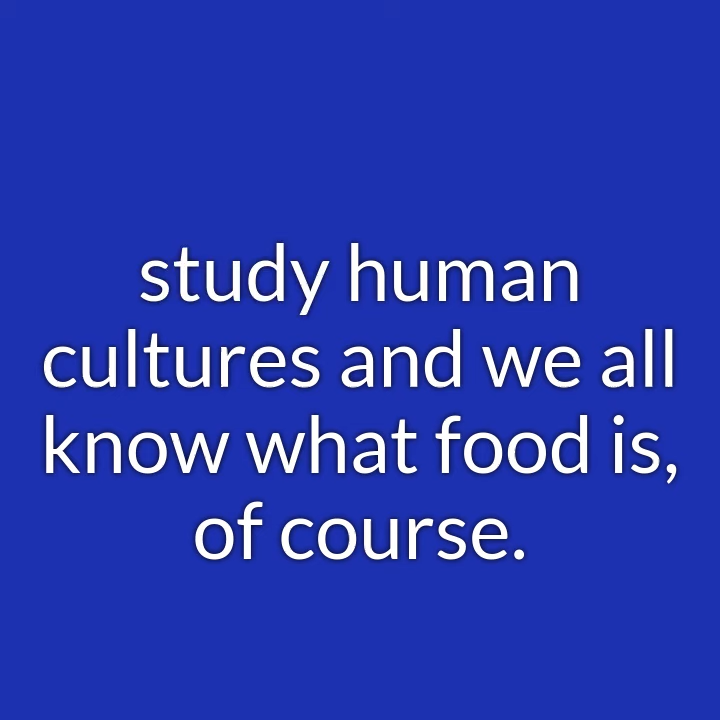 study human
cultures and we all
know what food is,
of course.